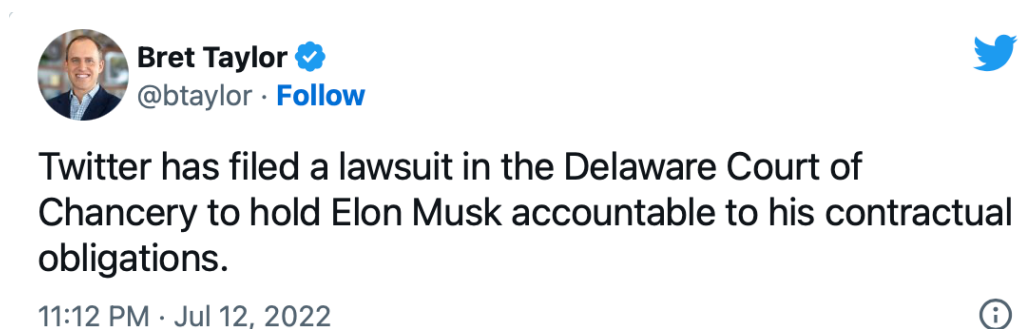 Bret Taylor
@btaylor · Follow
Twitter has filed a lawsuit in the Delaware Court of
Chancery to hold Elon Musk accountable to his contractual
obligations.
11:12 PM · Jul 12, 2022